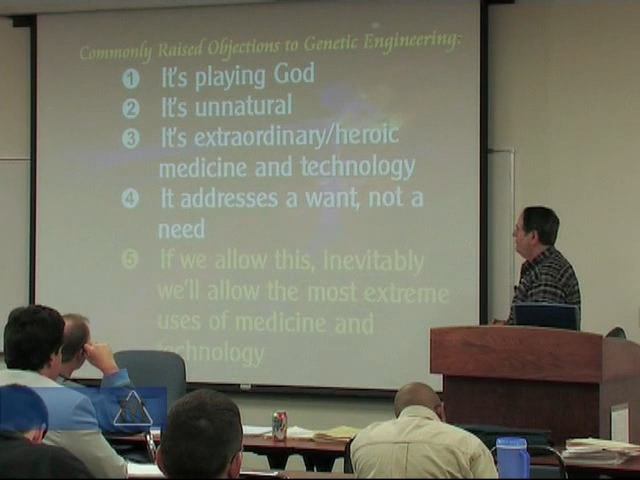 Commonly Raised Objections to Genetic Engineering:
1 It's playing God
2 It's unnatural
3 It's extraordinary/heroic
medicine and technology
4 It addresses a want, not a
need
5 If we allow this, inevitably
we'll allow the most extreme
uses of medicine and
technology